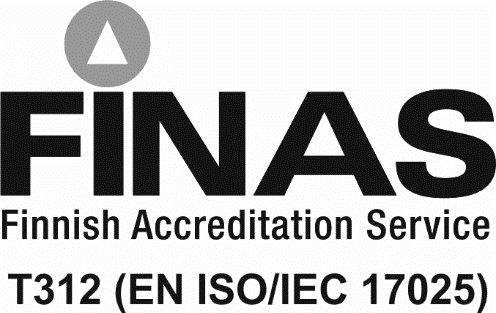 FINAS
Finnish Accreditation Service
T312 (EN ISO/IEC 17025)